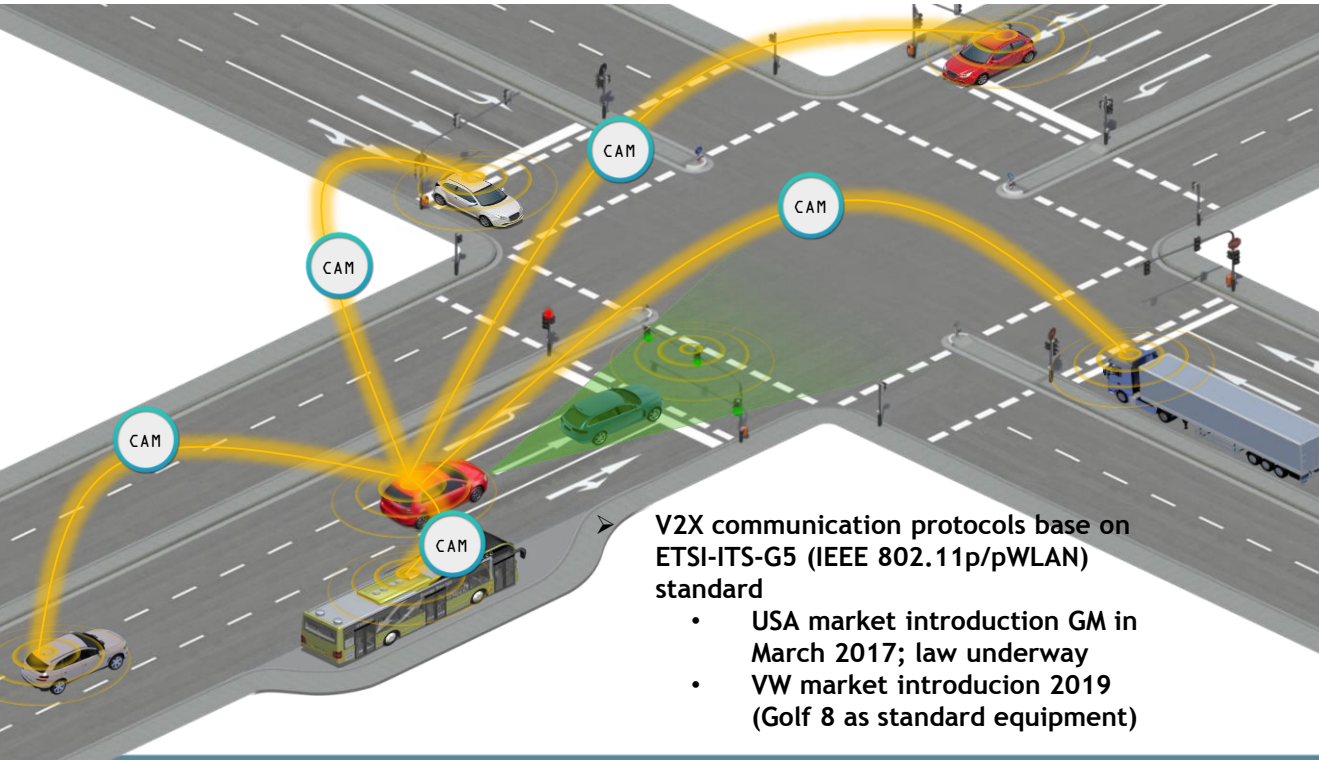 CAM
CAM
CAM
CAM
CAM
➢ V2X communication protocols base on
ETSI-ITS-G5 (IEEE 802.11p/pWLAN)
standard
• USA market introduction GM in
March 2017; law underway
• VW market introducion 2019
(Golf 8 as standard equipment)